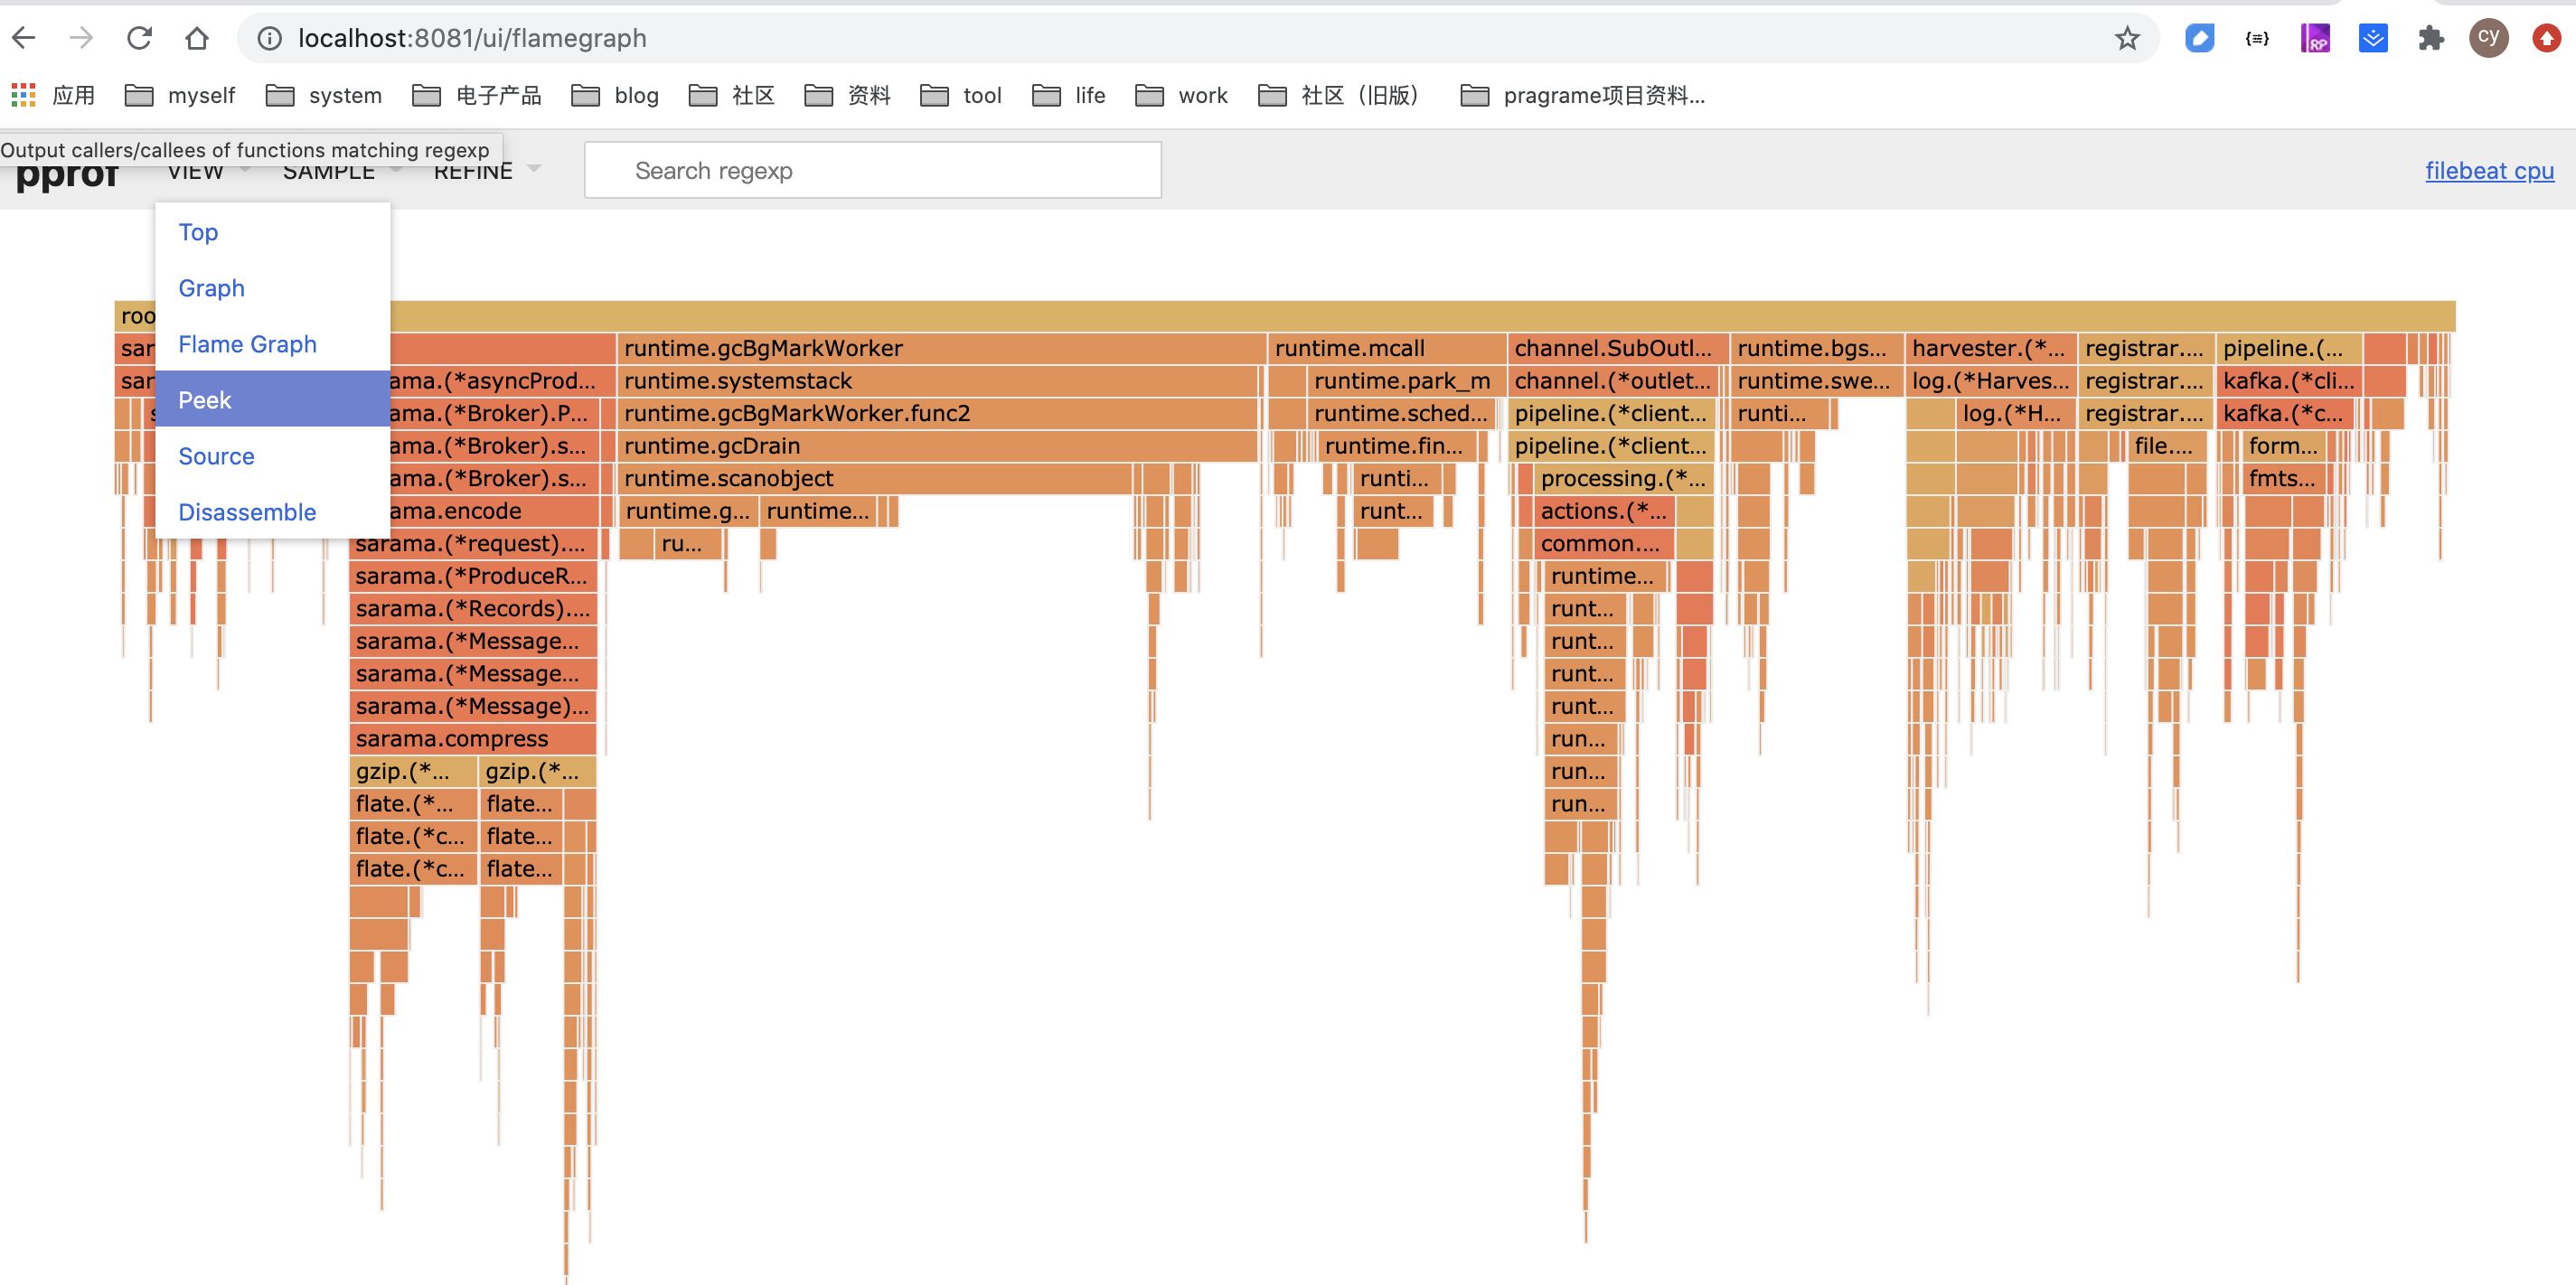 localhost:8081/ui/flamegraph
{≡} RP cy
应用 myself system 电子产品 blog 社区 资料 tool life work 社区（旧版） pragrame项目资料...
Output callers/callees of functions matching regexp
pprof VIEW SAMPLE REFINE Search regexp filebeat cpu
Top
Graph
Flame Graph
Peek
Source
Disassemble
roo
sar runtime.gcBgMarkWorker runtime.mcall channel.SubOutl... runtime.bgs... harvester.(*... registrar.... pipeline.(...
sar ama.(*asyncProd... runtime.systemstack runtime.park_m channel.(*outlet... runtime.swe... log.(*Harves... registrar.... kafka.(*cli...
s ama.(*Broker).P... runtime.gcBgMarkWorker.func2 runtime.sched... pipeline.(*client... runti... log.(*H... registrar.... kafka.(*c...
ama.(*Broker).s... runtime.gcDrain runtime.fin... pipeline.(*client... file.... form...
ama.(*Broker).s... runtime.scanobject runti... processing.(*... fmts...
ama.encode runtime.g... runtime... runt... actions.(*...
sarama.(*request).... ru... common....
sarama.(*ProduceR... runtime...
sarama.(*Records).... runt...
sarama.(*Message... runt...
sarama.(*Message... runt...
sarama.(*Message)... runt...
sarama.compress run...
gzip.(*... gzip.(*... run...
flate.(*... flate... run...
flate.(*c... flate...
flate.(*c... flate...